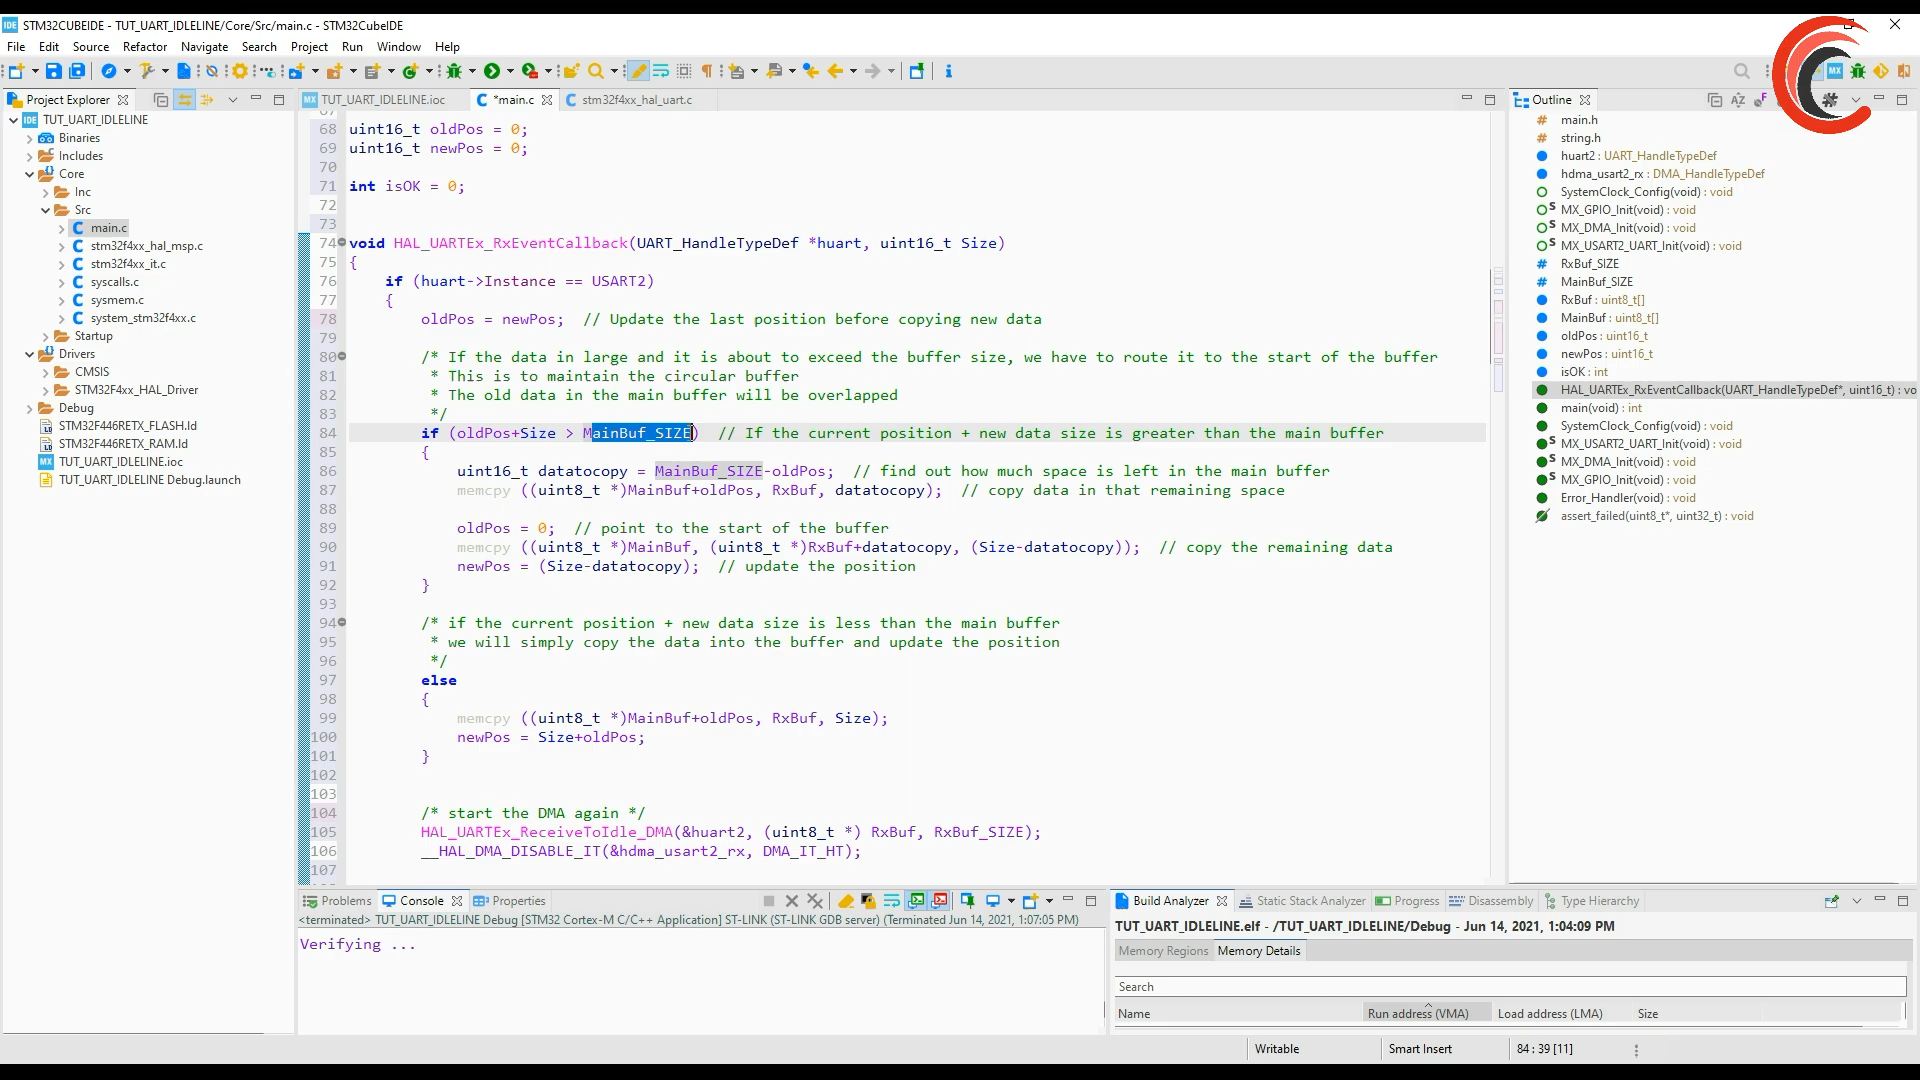 STM32CUBEIDE - TUT_UART_IDLELINE/Core/Src/main.c - STM32CubeIDE
File Edit Source Refactor Navigate Search Project Run Window Help
Project Explorer
TUT_UART_IDLELINE
Binaries
Includes
Core
Inc
Src
main.c
stm32f4xx_hal_msp.c
stm32f4xx_it.c
syscalls.c
sysmem.c
system_stm32f4xx.c
Startup
Drivers
CMSIS
STM32F4xx_HAL_Driver
Debug
STM32F446RETX_FLASH.ld
STM32F446RETX_RAM.ld
TUT_UART_IDLELINE.ioc
TUT_UART_IDLELINE Debug.launch
TUT_UART_IDLELINE.ioc *main.c stm32f4xx_hal_uart.c
68 uint16_t oldPos = 0;
69 uint16_t newPos = 0;
70
71 int isOK = 0;
72
73
74 void HAL_UARTEx_RxEventCallback(UART_HandleTypeDef *huart, uint16_t Size)
75 {
76 if (huart->Instance == USART2)
77 {
78 oldPos = newPos; // Update the last position before copying new data
79
80 /* If the data in large and it is about to exceed the buffer size, we have to route it to the start of the buffer
81 * This is to maintain the circular buffer
82 * The old data in the main buffer will be overlapped
83 */
84 if (oldPos+Size > MainBuf_SIZE) // If the current position + new data size is greater than the main buffer
85 {
86 uint16_t datatocopy = MainBuf_SIZE-oldPos; // find out how much space is left in the main buffer
87 memcpy ((uint8_t *)MainBuf+oldPos, RxBuf, datatocopy); // copy data in that remaining space
88
89 oldPos = 0; // point to the start of the buffer
90 memcpy ((uint8_t *)MainBuf, (uint8_t *)RxBuf+datatocopy, (Size-datatocopy)); // copy the remaining data
91 newPos = (Size-datatocopy); // update the position
92 }
93
94 /* if the current position + new data size is less than the main buffer
95 * we will simply copy the data into the buffer and update the position
96 */
97 else
98 {
99 memcpy ((uint8_t *)MainBuf+oldPos, RxBuf, Size);
100 newPos = Size+oldPos;
101 }
102
103
104 /* start the DMA again */
105 HAL_UARTEx_ReceiveToIdle_DMA(&huart2, (uint8_t *) RxBuf, RxBuf_SIZE);
106 __HAL_DMA_DISABLE_IT(&hdma_usart2_rx, DMA_IT_HT);
107
Outline
main.h
string.h
huart2 : UART_HandleTypeDef
hdma_usart2_rx : DMA_HandleTypeDef
SystemClock_Config(void) : void
MX_GPIO_Init(void) : void
MX_DMA_Init(void) : void
MX_USART2_UART_Init(void) : void
RxBuf_SIZE
MainBuf_SIZE
RxBuf : uint8_t[]
MainBuf : uint8_t[]
oldPos : uint16_t
newPos : uint16_t
isOK : int
HAL_UARTEx_RxEventCallback(UART_HandleTypeDef*, uint16_t) : vo
main(void) : int
SystemClock_Config(void) : void
MX_USART2_UART_Init(void) : void
MX_DMA_Init(void) : void
MX_GPIO_Init(void) : void
Error_Handler(void) : void
assert_failed(uint8_t*, uint32_t) : void
Problems Console Properties
<terminated> TUT_UART_IDLELINE Debug [STM32 Cortex-M C/C++ Application] ST-LINK (ST-LINK GDB server) (Terminated Jun 14, 2021, 1:07:05 PM)
Verifying ...
Build Analyzer Static Stack Analyzer Progress Disassembly Type Hierarchy
TUT_UART_IDLELINE.elf - /TUT_UART_IDLELINE/Debug - Jun 14, 2021, 1:04:09 PM
Memory Regions Memory Details
Search
Name Run address (VMA) Load address (LMA) Size
Writable Smart Insert 84 : 39 [11]